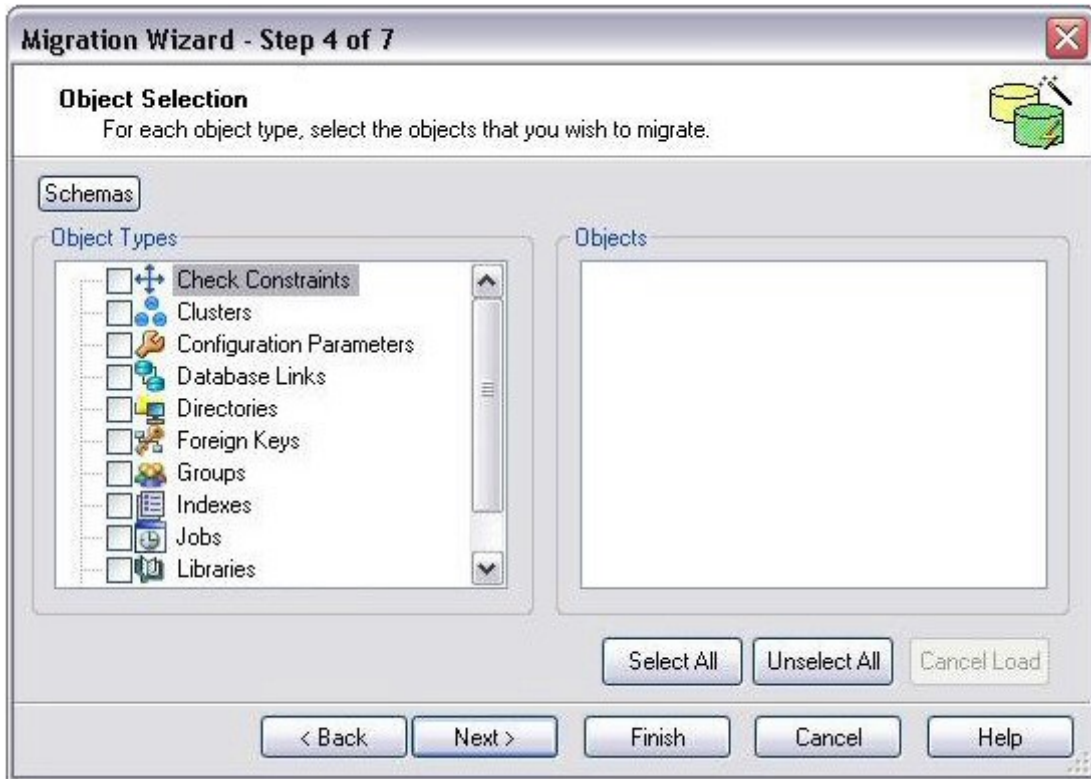 Migration Wizard - Step 4 of 7
Object Selection
For each object type, select the objects that you wish to migrate.
Schemas
Object Types
Check Constraints
Clusters
Configuration Parameters
Database Links
Directories
Foreign Keys
Groups
Indexes
Jobs
Libraries
Objects
Select All
Unselect All
Cancel Load
< Back
Next >
Finish
Cancel
Help